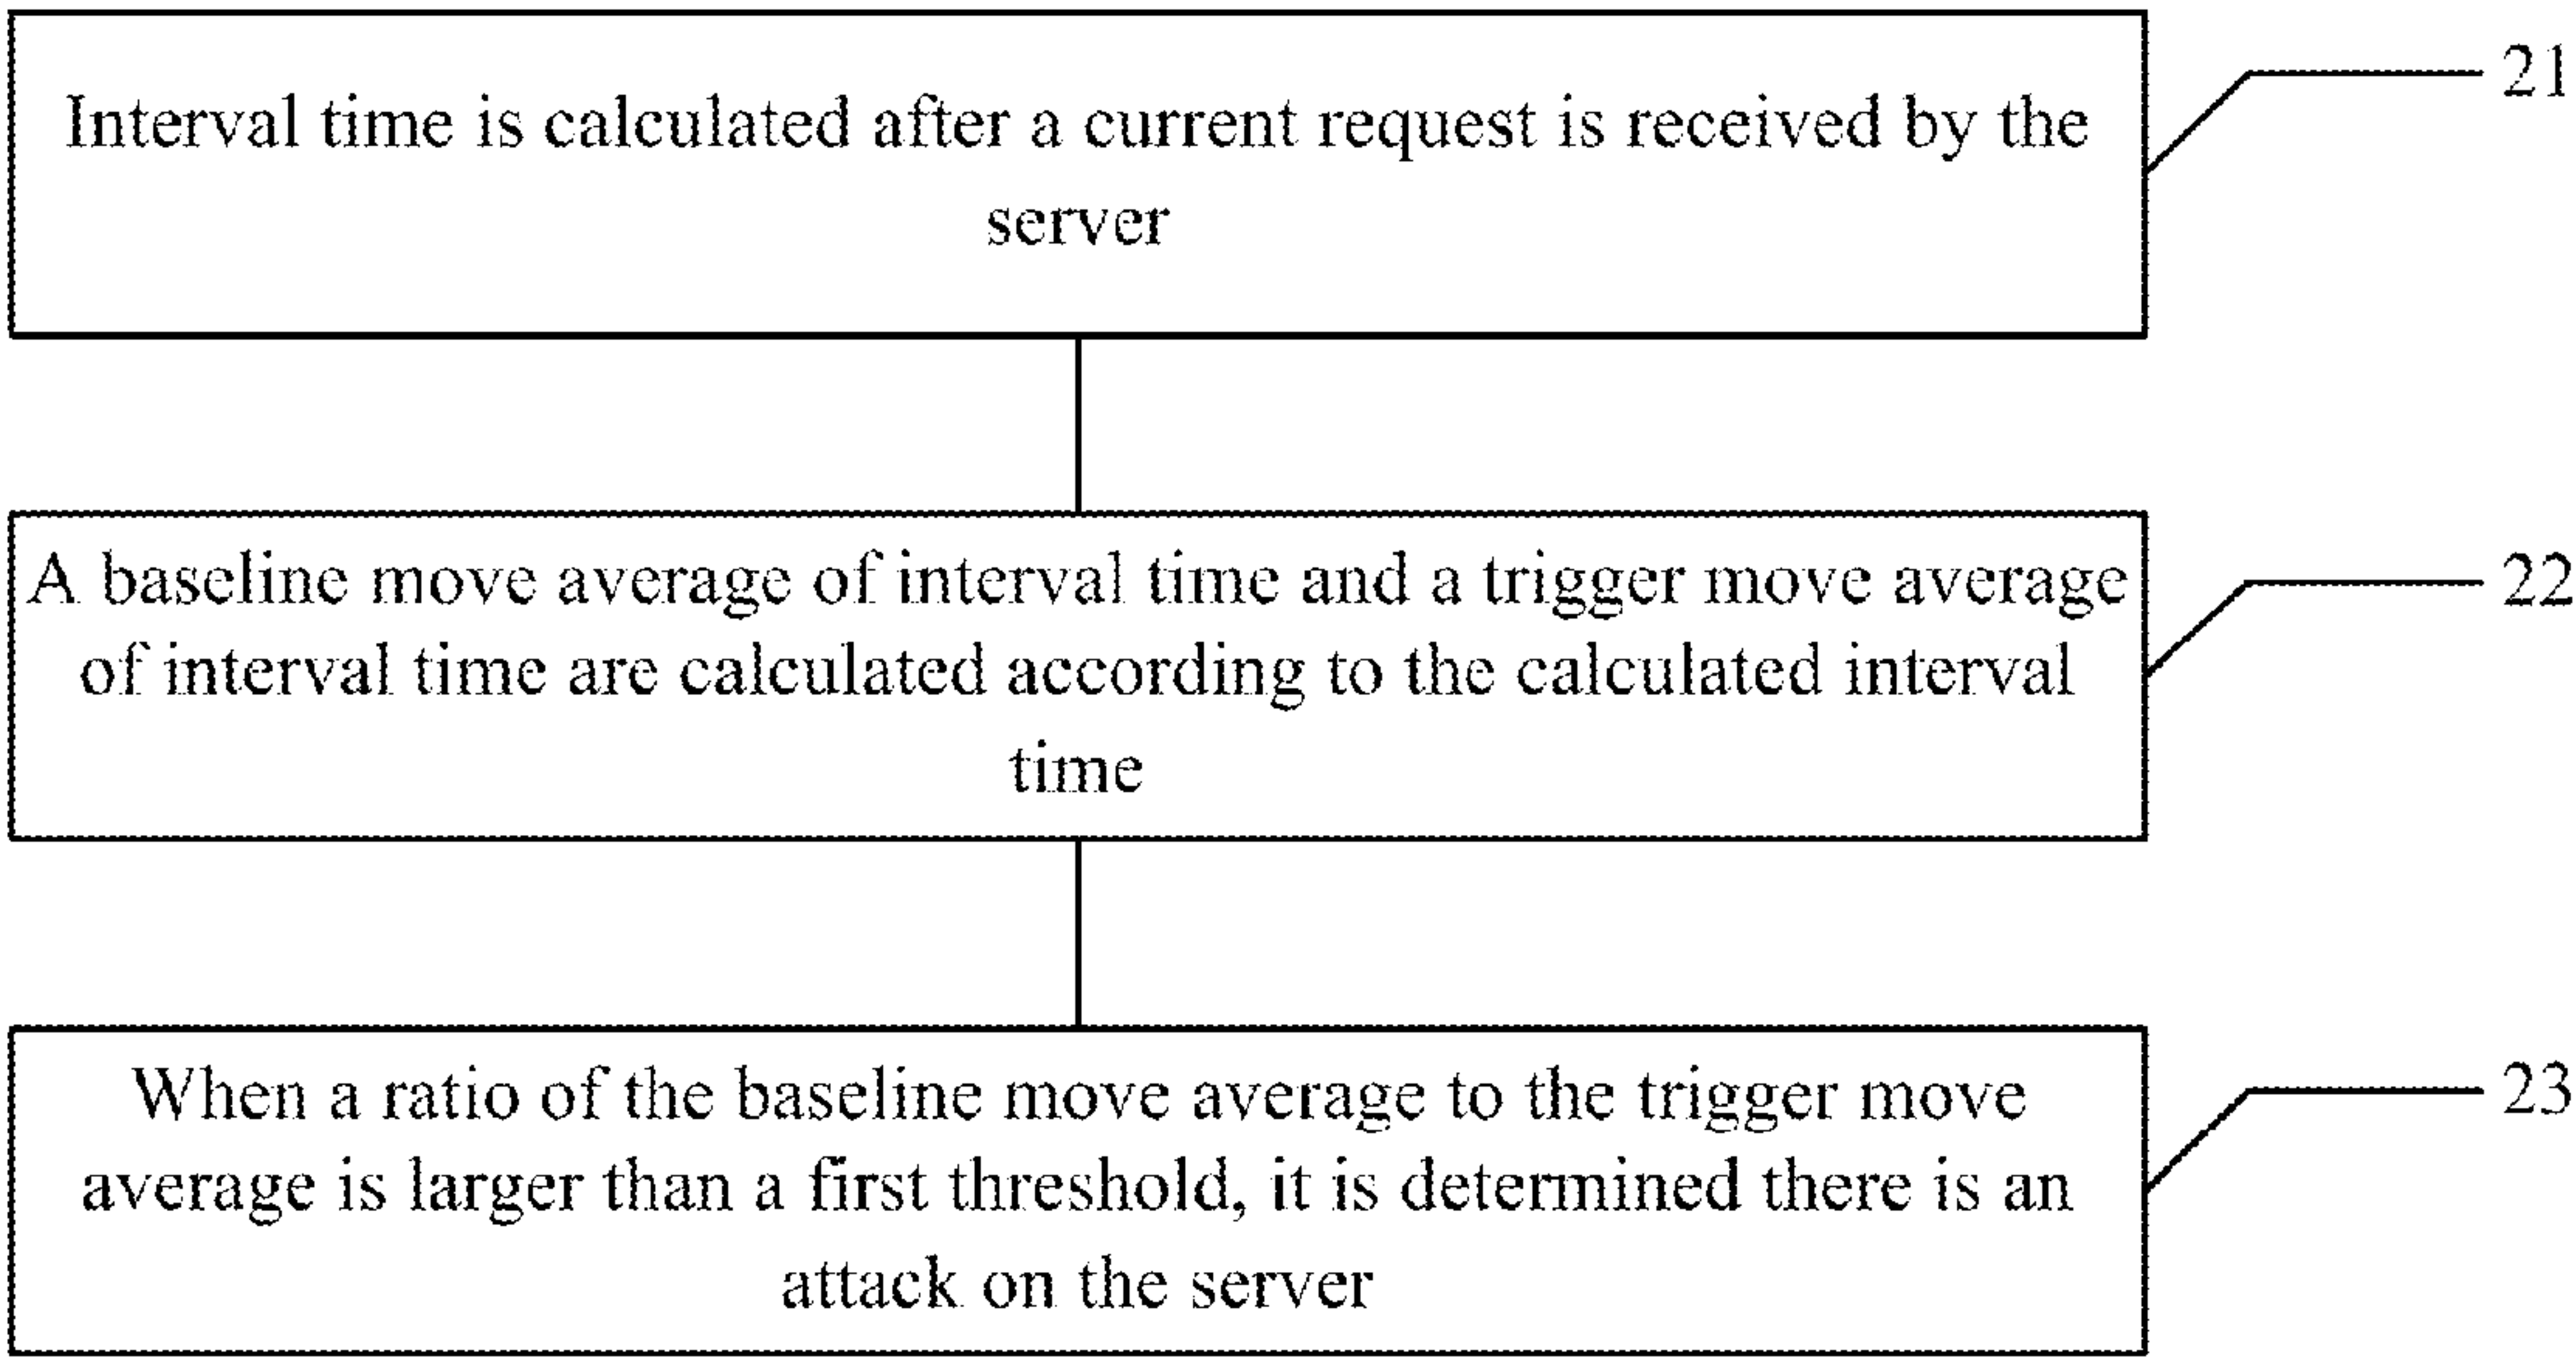 Interval time is calculated after a current request is received by the
server
21
A baseline move average of interval time and a trigger move average
of interval time are calculated according to the calculated interval
time
22
When a ratio of the baseline move average to the trigger move
average is larger than a first threshold, it is determined there is an
attack on the server
23